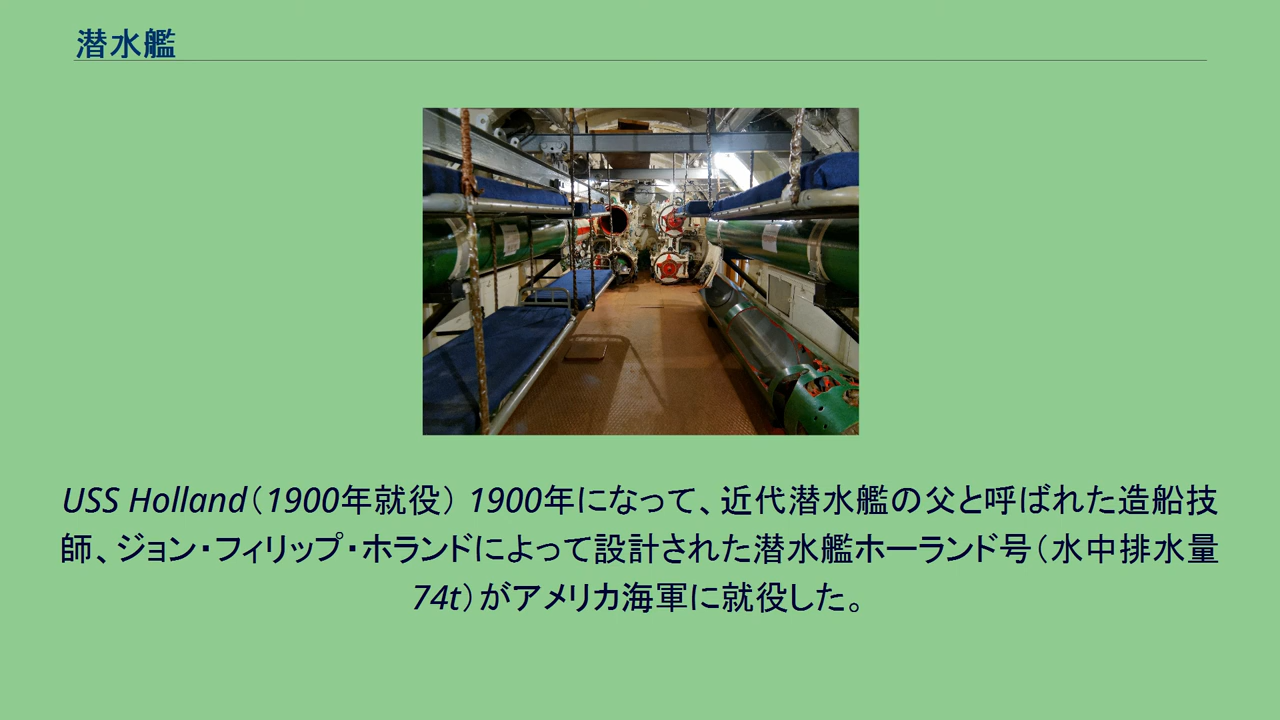 潜水艦
USS Holland（1900年就役） 1900年になって、近代潜水艦の父と呼ばれた造船技
師、ジョン・フィリップ・ホランドによって設計された潜水艦ホーランド号（水中排水量
74t）がアメリカ海軍に就役した。